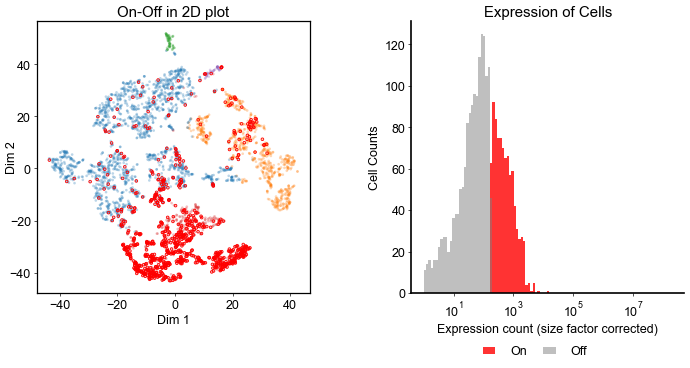 On-Off in 2D plot
40
20
0
−20
−40
Dim 2
−40
−20
0
20
40
Dim 1
Expression of Cells
120
100
80
60
40
20
0
Cell Counts
10^1
10^3
10^5
10^7
Expression count (size factor corrected)
On
Off